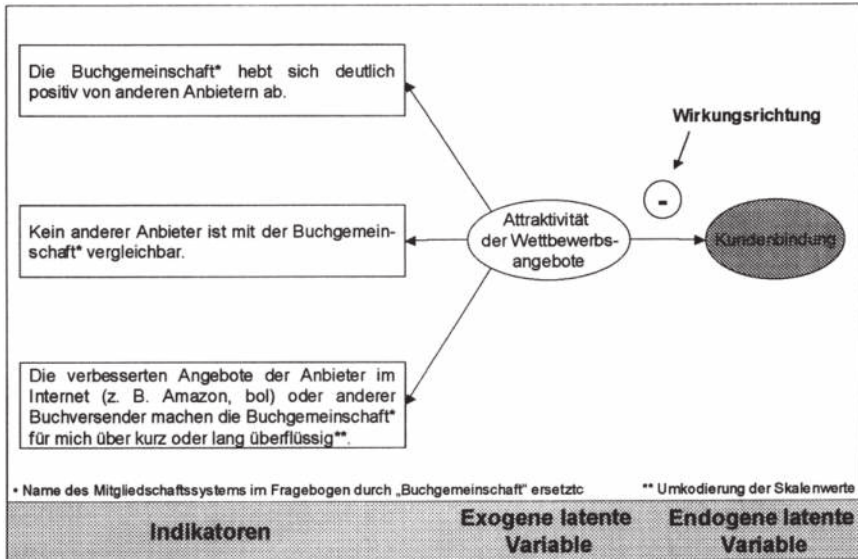 Die Buchgemeinschaft* hebt sich deutlich
positiv von anderen Anbietern ab.
Wirkungsrichtung
-
Kein anderer Anbieter ist mit der Buchgemein-
schaft* vergleichbar.
Attraktivität
der Wettbewerbs-
angebote
Kundenbindung
Die verbesserten Angebote der Anbieter im
Internet (z. B. Amazon, bol) oder anderer
Buchversender machen die Buchgemeinschaft*
für mich über kurz oder lang überflüssig**.
* Name des Mitgliedschaftssystems im Fragebogen durch „Buchgemeinschaft“ ersetztc
** Umkodierung der Skalenwerte
Indikatoren
Exogene latente
Variable
Endogene latente
Variable